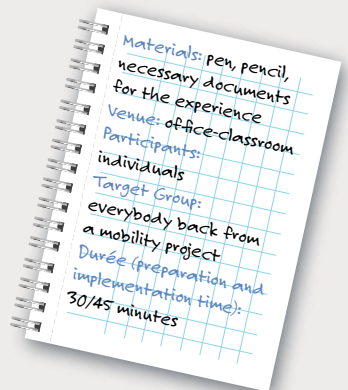 Materials: pen, pencil,
necessary documents
for the experience
Venue: office-classroom
Participants:
individuals
Target Group:
everybody back from
a mobility project
Durée (preparation and
implementation time):
30/45 minutes